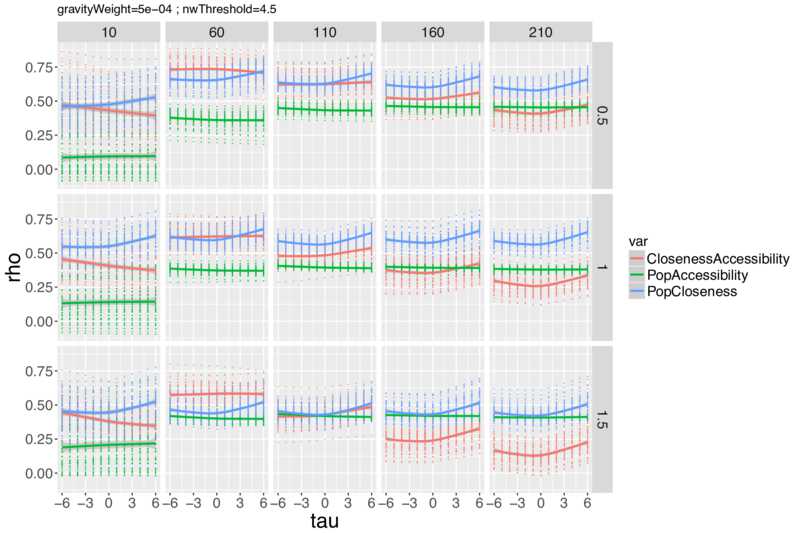 gravityWeight=5e−04 ; nwThreshold=4.5
10 60 110 160 210
0.75
0.50
0.25
0.00
0.5
0.75
0.50
0.25
0.00
1
0.75
0.50
0.25
0.00
1.5
rho
−6 −3 0 3 6 −6 −3 0 3 6 −6 −3 0 3 6 −6 −3 0 3 6 −6 −3 0 3 6
tau
var
ClosenessAccessibility
PopAccessibility
PopCloseness